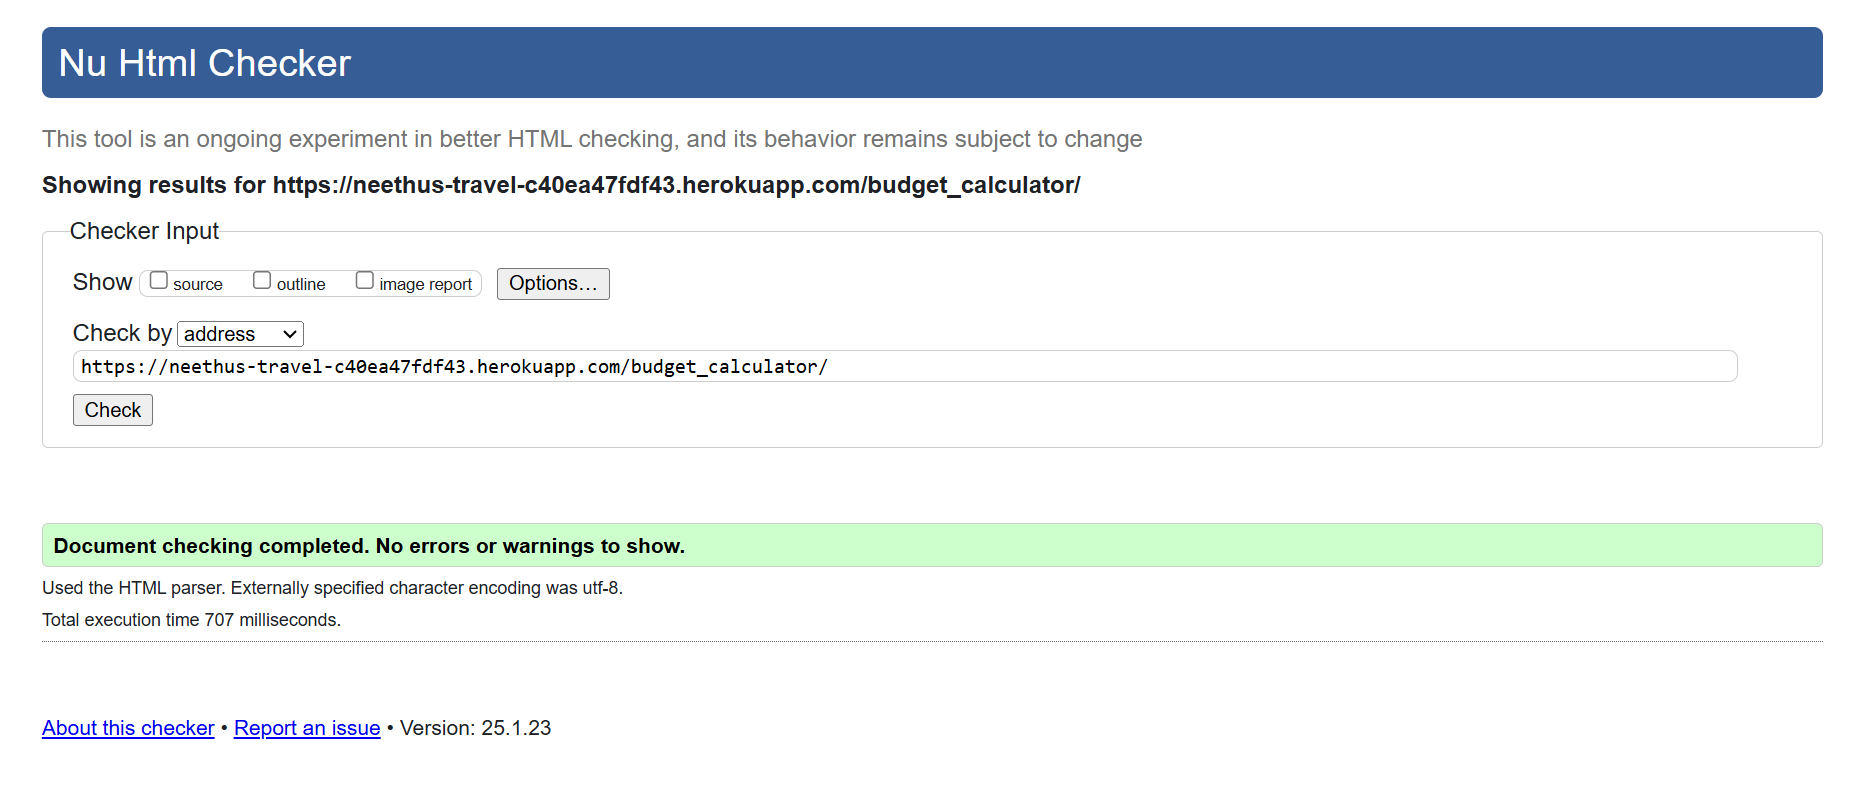 Nu Html Checker
This tool is an ongoing experiment in better HTML checking, and its behavior remains subject to change
Showing results for https://neethus-travel-c40ea47fdf43.herokuapp.com/budget_calculator/
Checker Input
Show source outline image report Options...
Check by address
https://neethus-travel-c40ea47fdf43.herokuapp.com/budget_calculator/
Check
Document checking completed. No errors or warnings to show.
Used the HTML parser. Externally specified character encoding was utf-8.
Total execution time 707 milliseconds.
About this checker • Report an issue • Version: 25.1.23